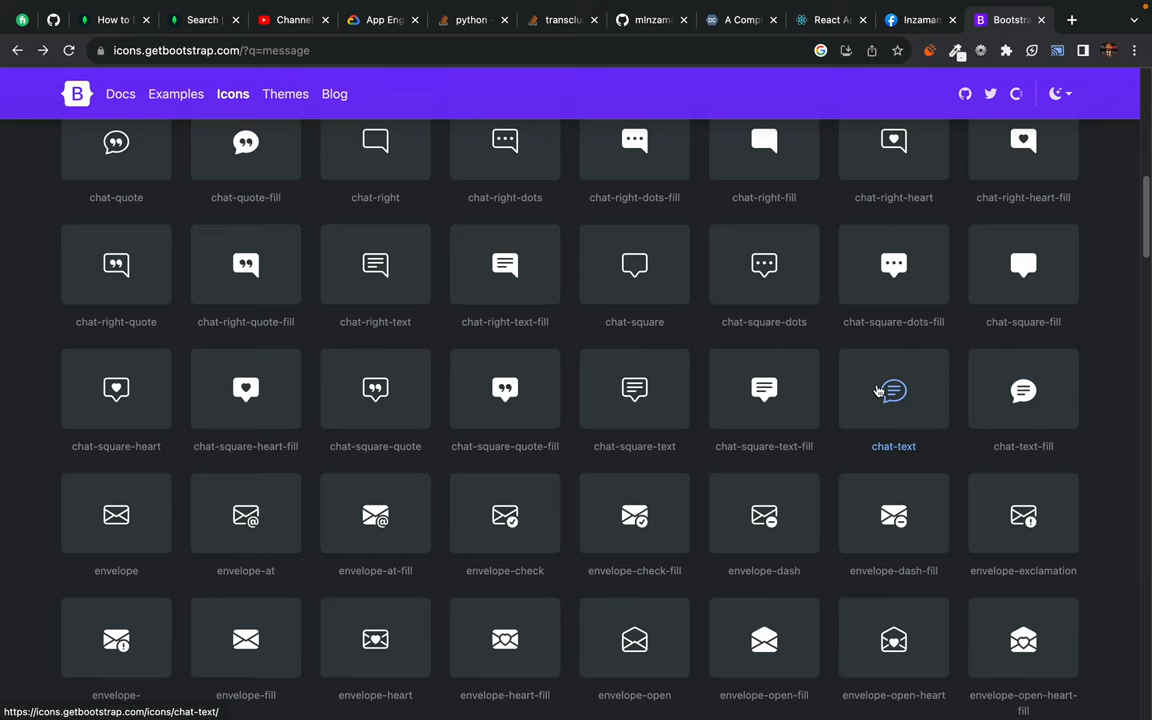 How to D
Search |
Channel
App Eng
python -
transclus
mInzama
A Compl
React Ap
Inzaman
Bootstra
icons.getbootstrap.com/?q=message
B Docs Examples Icons Themes Blog
chat-quote chat-quote-fill chat-right chat-right-dots chat-right-dots-fill chat-right-fill chat-right-heart chat-right-heart-fill
chat-right-quote chat-right-quote-fill chat-right-text chat-right-text-fill chat-square chat-square-dots chat-square-dots-fill chat-square-fill
chat-square-heart chat-square-heart-fill chat-square-quote chat-square-quote-fill chat-square-text chat-square-text-fill chat-text chat-text-fill
envelope envelope-at envelope-at-fill envelope-check envelope-check-fill envelope-dash envelope-dash-fill envelope-exclamation
envelope- envelope-fill envelope-heart envelope-heart-fill envelope-open envelope-open-fill envelope-open-heart envelope-open-heart-
fill
https://icons.getbootstrap.com/icons/chat-text/